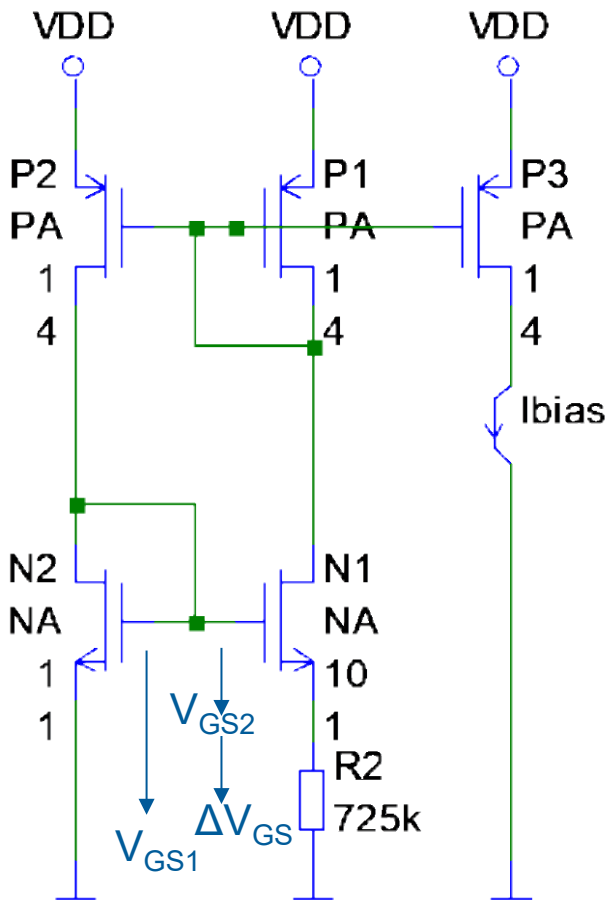 VDD VDD VDD
P2 P1 P3
PA PA PA
1 1 1
4 4 4
Ibias
N2 N1
NA NA
1 10
1 1
VGS2
R2
ΔVGS 725k
VGS1